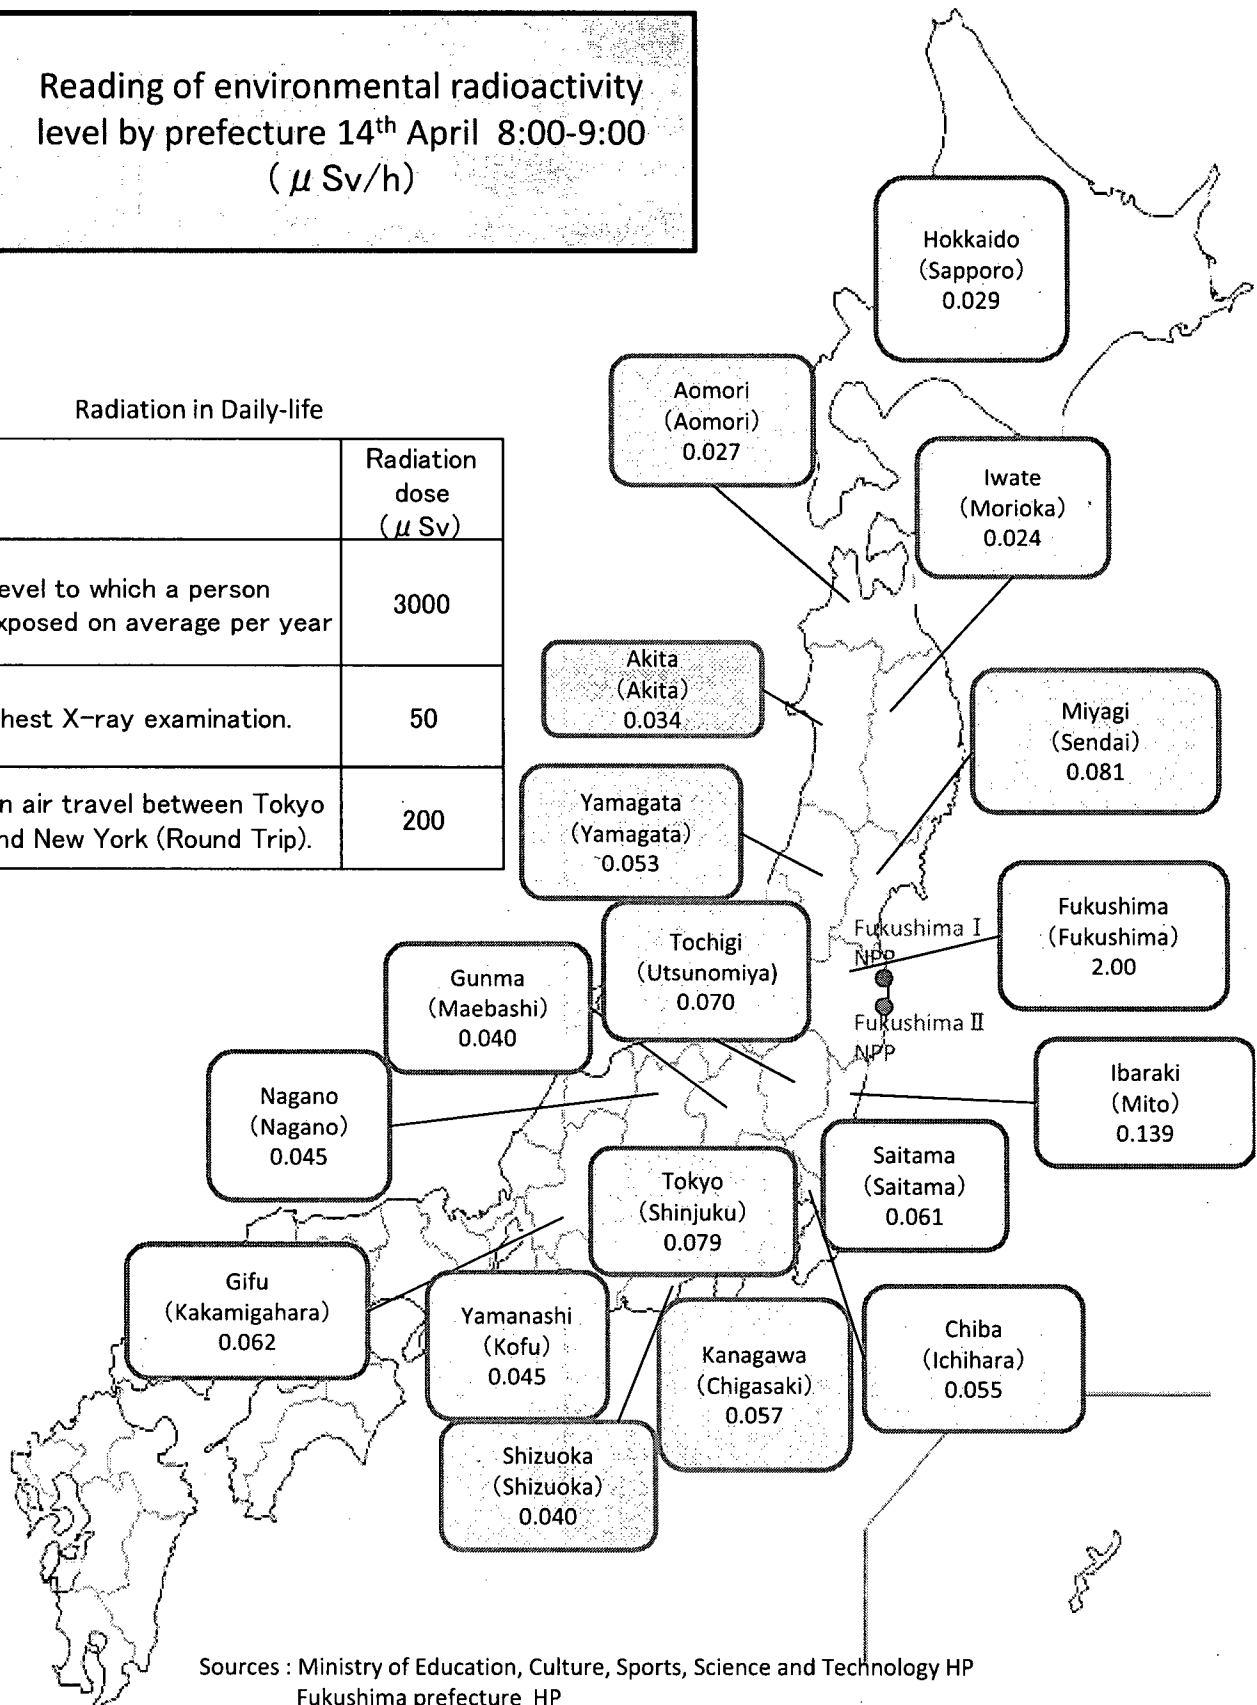 Reading of environmental radioactivity
level by prefecture 14th April 8:00-9:00
(μSv/h)
Hokkaido
(Sapporo)
0.029
Aomori
(Aomori)
0.027
Iwate
(Morioka)
0.024
Radiation in Daily-life
Radiation
dose
(μSv)
evel to which a person
xposed on average per year
3000
hest X-ray examination.
50
n air travel between Tokyo
nd New York (Round Trip).
200
Akita
(Akita)
0.034
Miyagi
(Sendai)
0.081
Yamagata
(Yamagata)
0.053
Fukushima
(Fukushima)
2.00
Fukushima Ⅰ
NPP
Fukushima Ⅱ
NPP
Tochigi
(Utsunomiya)
0.070
Gunma
(Maebashi)
0.040
Nagano
(Nagano)
0.045
Ibaraki
(Mito)
0.139
Saitama
(Saitama)
0.061
Tokyo
(Shinjuku)
0.079
Gifu
(Kakamigahara)
0.062
Yamanashi
(Kofu)
0.045
Kanagawa
(Chigasaki)
0.057
Chiba
(Ichihara)
0.055
Shizuoka
(Shizuoka)
0.040
Sources : Ministry of Education, Culture, Sports, Science and Technology HP
Fukushima prefecture HP